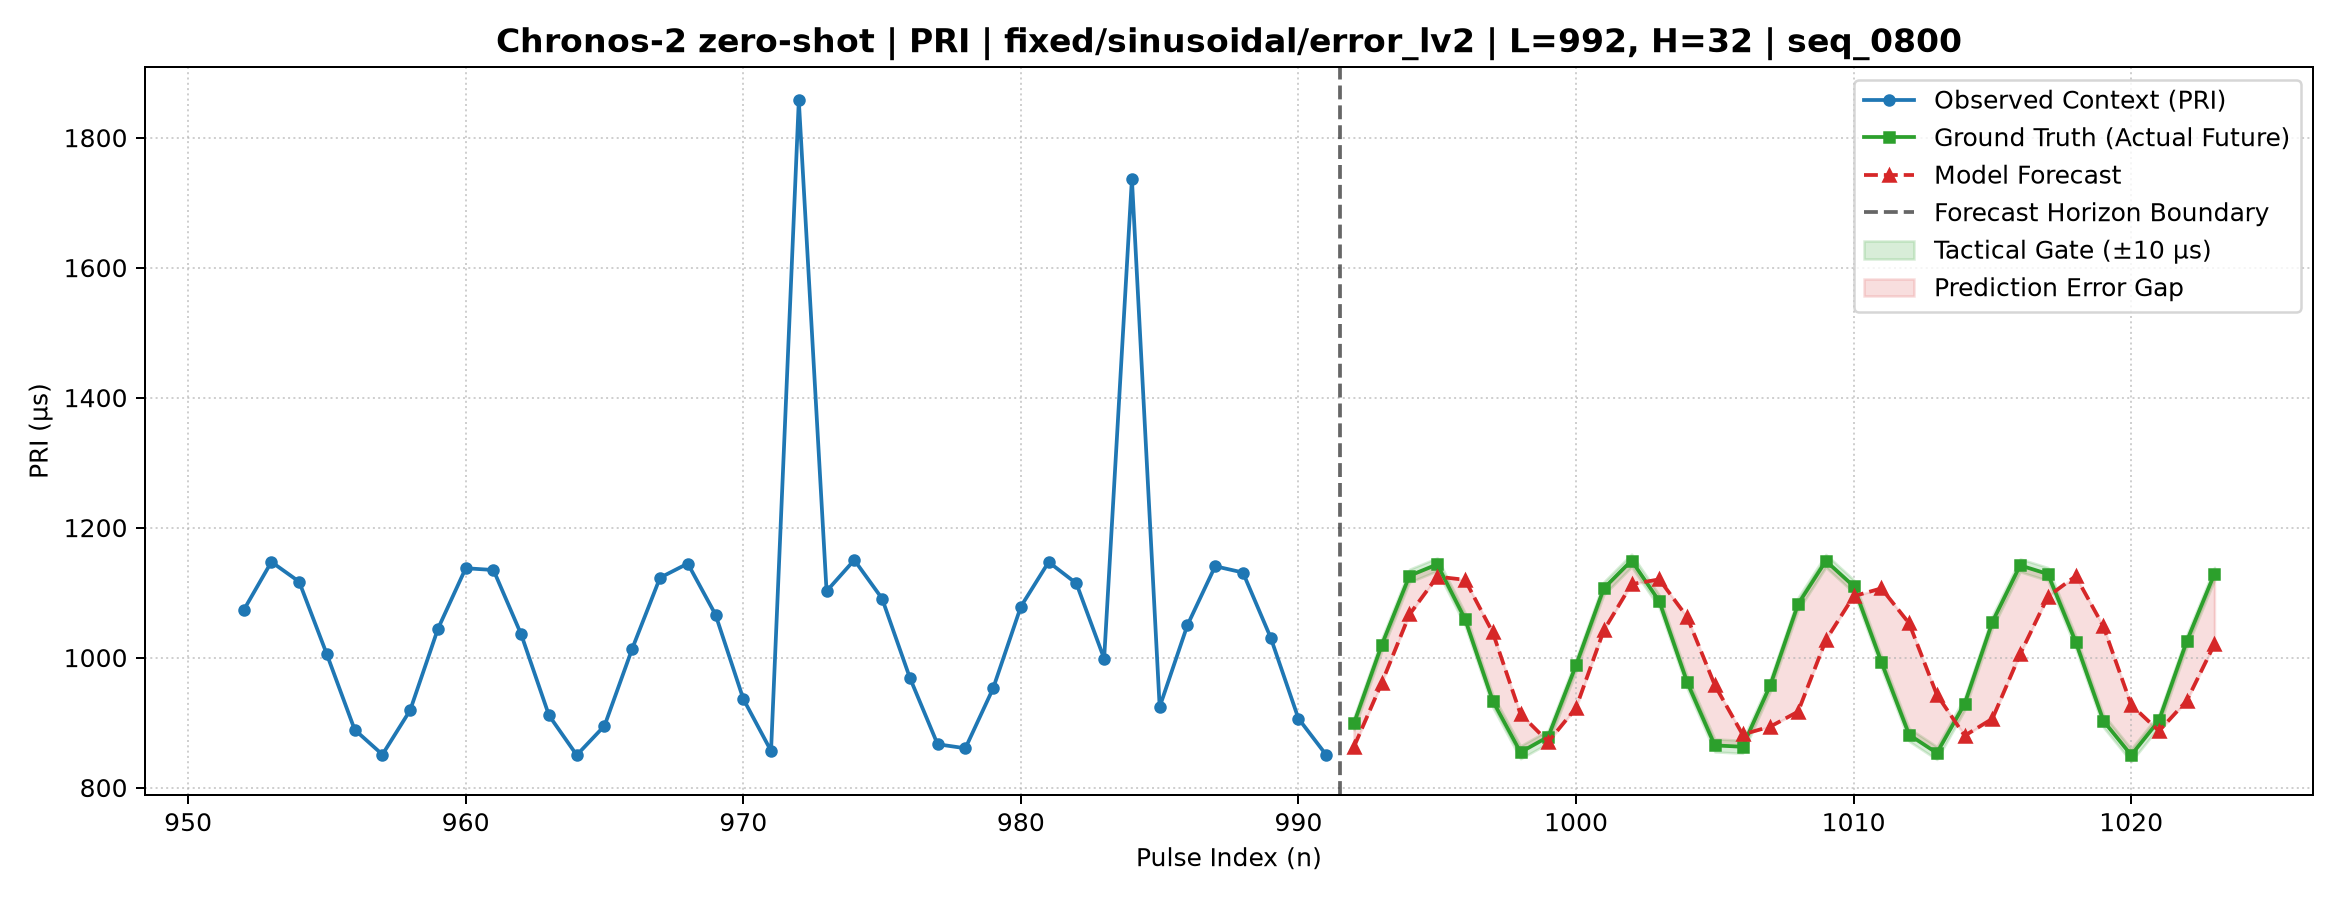 Chronos-2 zero-shot | PRI | fixed/sinusoidal/error_lv2 | L=992, H=32 | seq_0800
Observed Context (PRI)
Ground Truth (Actual Future)
Model Forecast
Forecast Horizon Boundary
Tactical Gate (±10 µs)
Prediction Error Gap
PRI (µs)
1800
1600
1400
1200
1000
800
950 960 970 980 990 1000 1010 1020
Pulse Index (n)